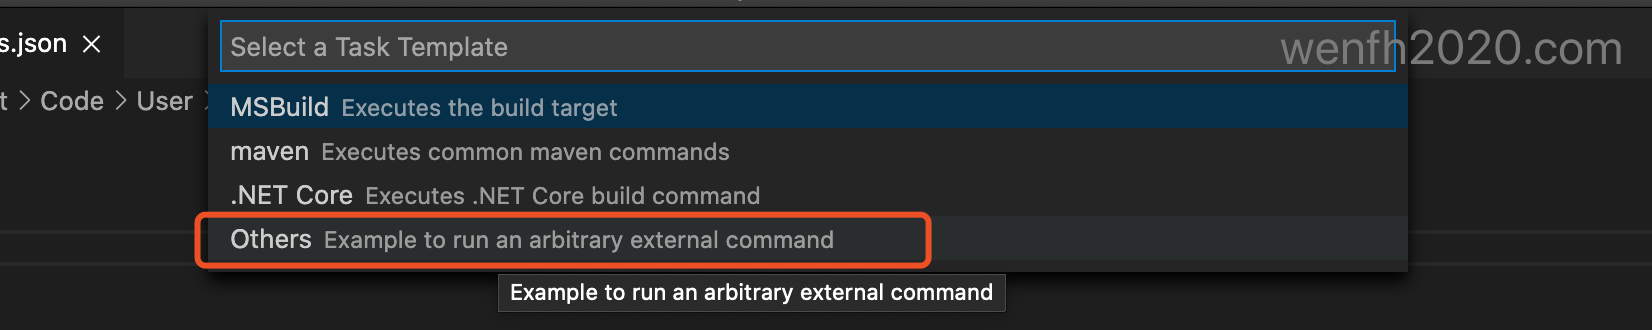 s.json ×
Select a Task Template
wenfh2020.com
t > Code > User >
MSBuild Executes the build target
maven Executes common maven commands
.NET Core Executes .NET Core build command
Others Example to run an arbitrary external command
Example to run an arbitrary external command